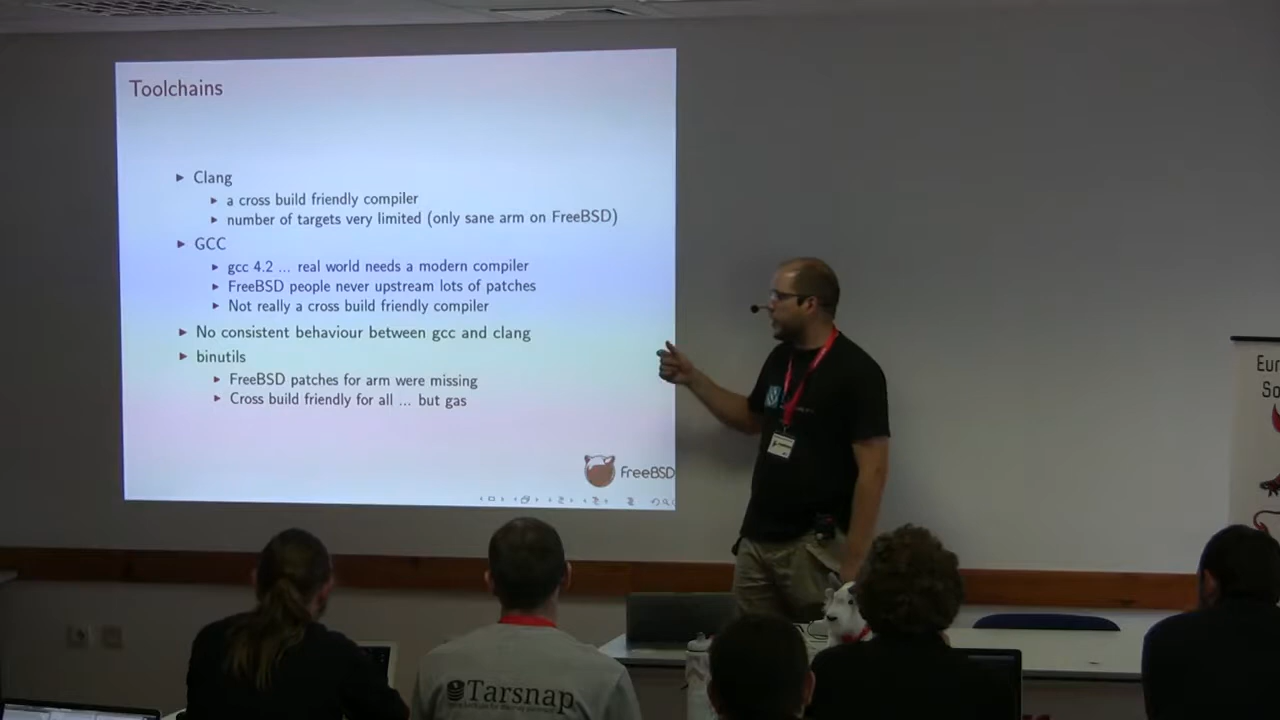 Toolchains
Clang
a cross build friendly compiler
number of targets very limited (only sane arm on FreeBSD)
GCC
gcc 4.2 ... real world needs a modern compiler
FreeBSD people never upstream lots of patches
Not really a cross build friendly compiler
No consistent behaviour between gcc and clang
binutils
FreeBSD patches for arm were missing
Cross build friendly for all ... but gas
FreeBSD
Eur
So
Tarsnap